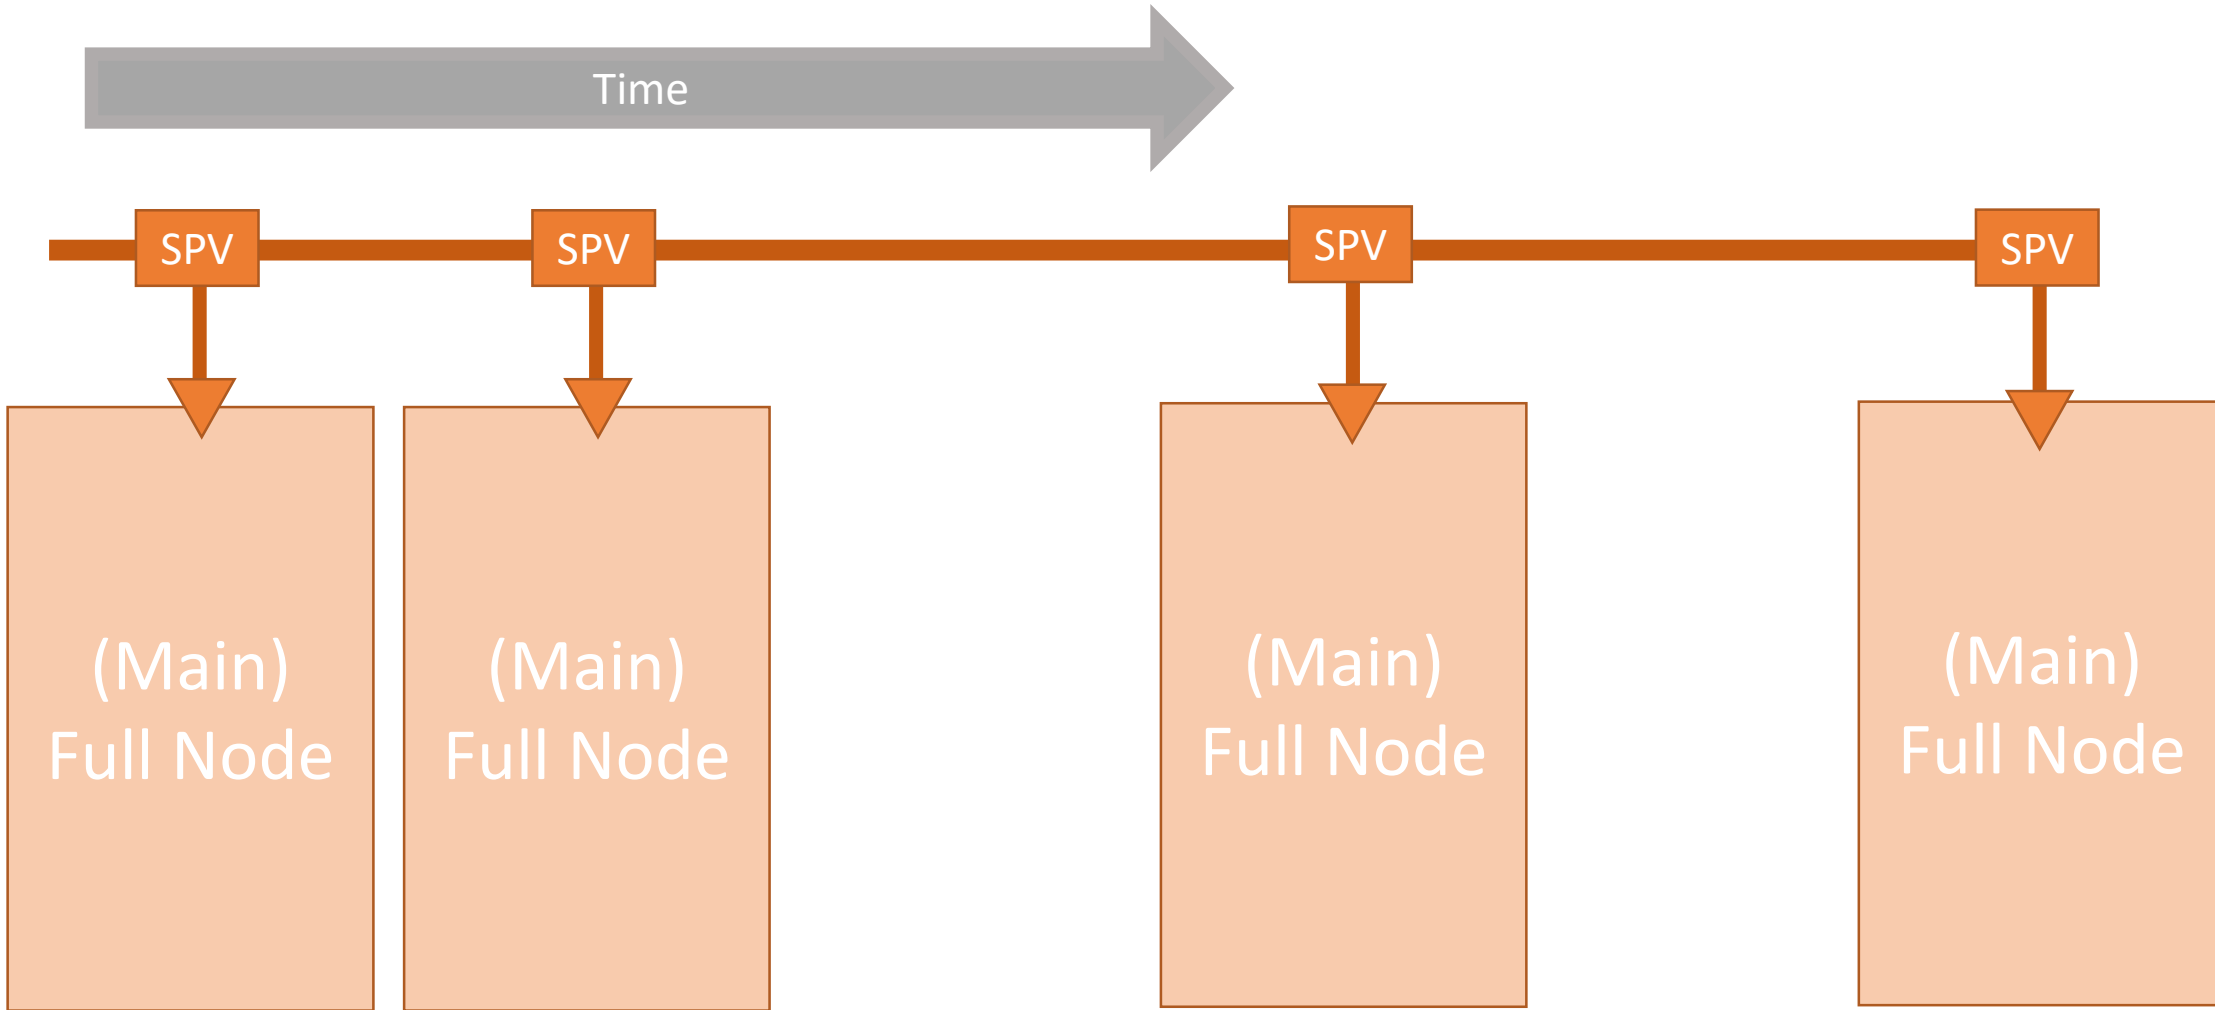 Time
SPV
SPV
SPV
SPV
(Main)
Full Node
(Main)
Full Node
(Main)
Full Node
(Main)
Full Node